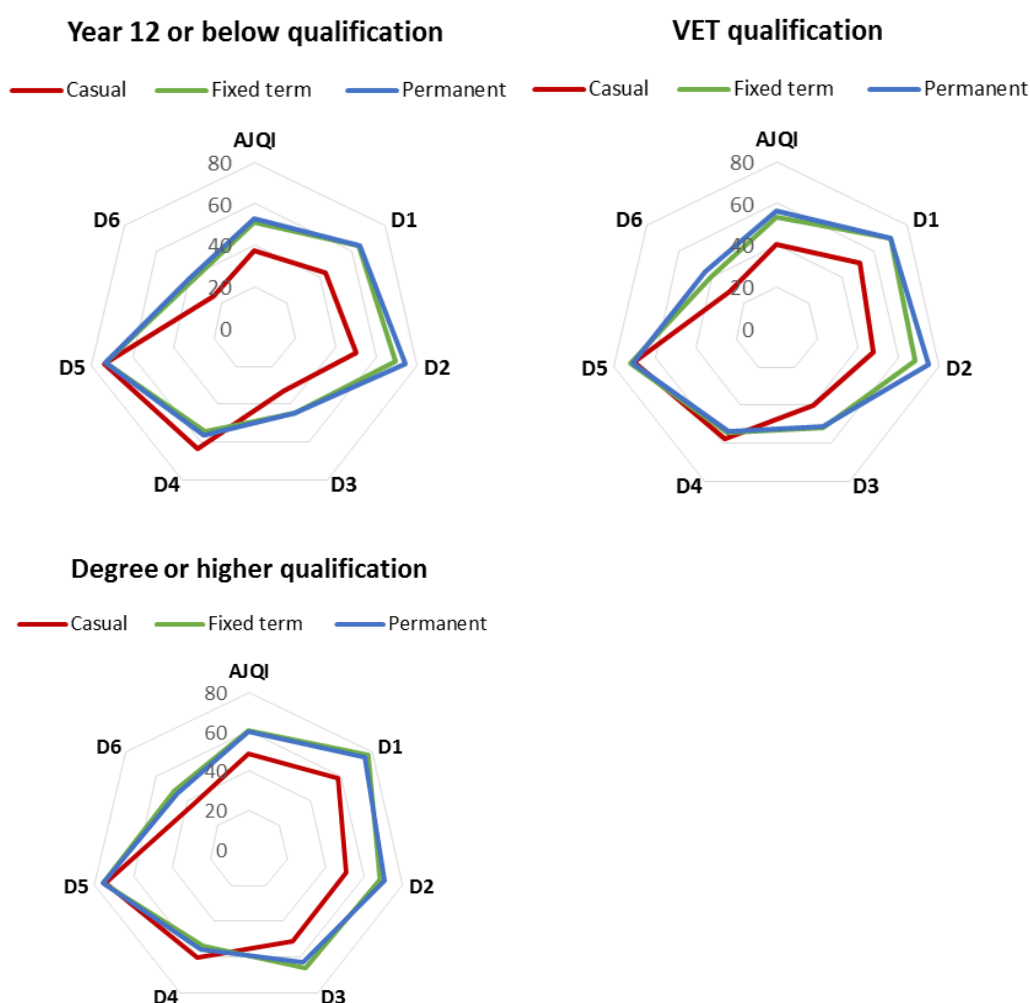 Year 12 or below qualification
Casual Fixed term Permanent
AJQI
80
D6 60 D1
40
20
0
D5 D2
D4 D3
VET qualification
Casual Fixed term Permanent
AJQI
80
D6 60 D1
40
20
0
D5 D2
D4 D3
Degree or higher qualification
Casual Fixed term Permanent
AJQI
80
D6 60 D1
40
20
0
D5 D2
D4 D3